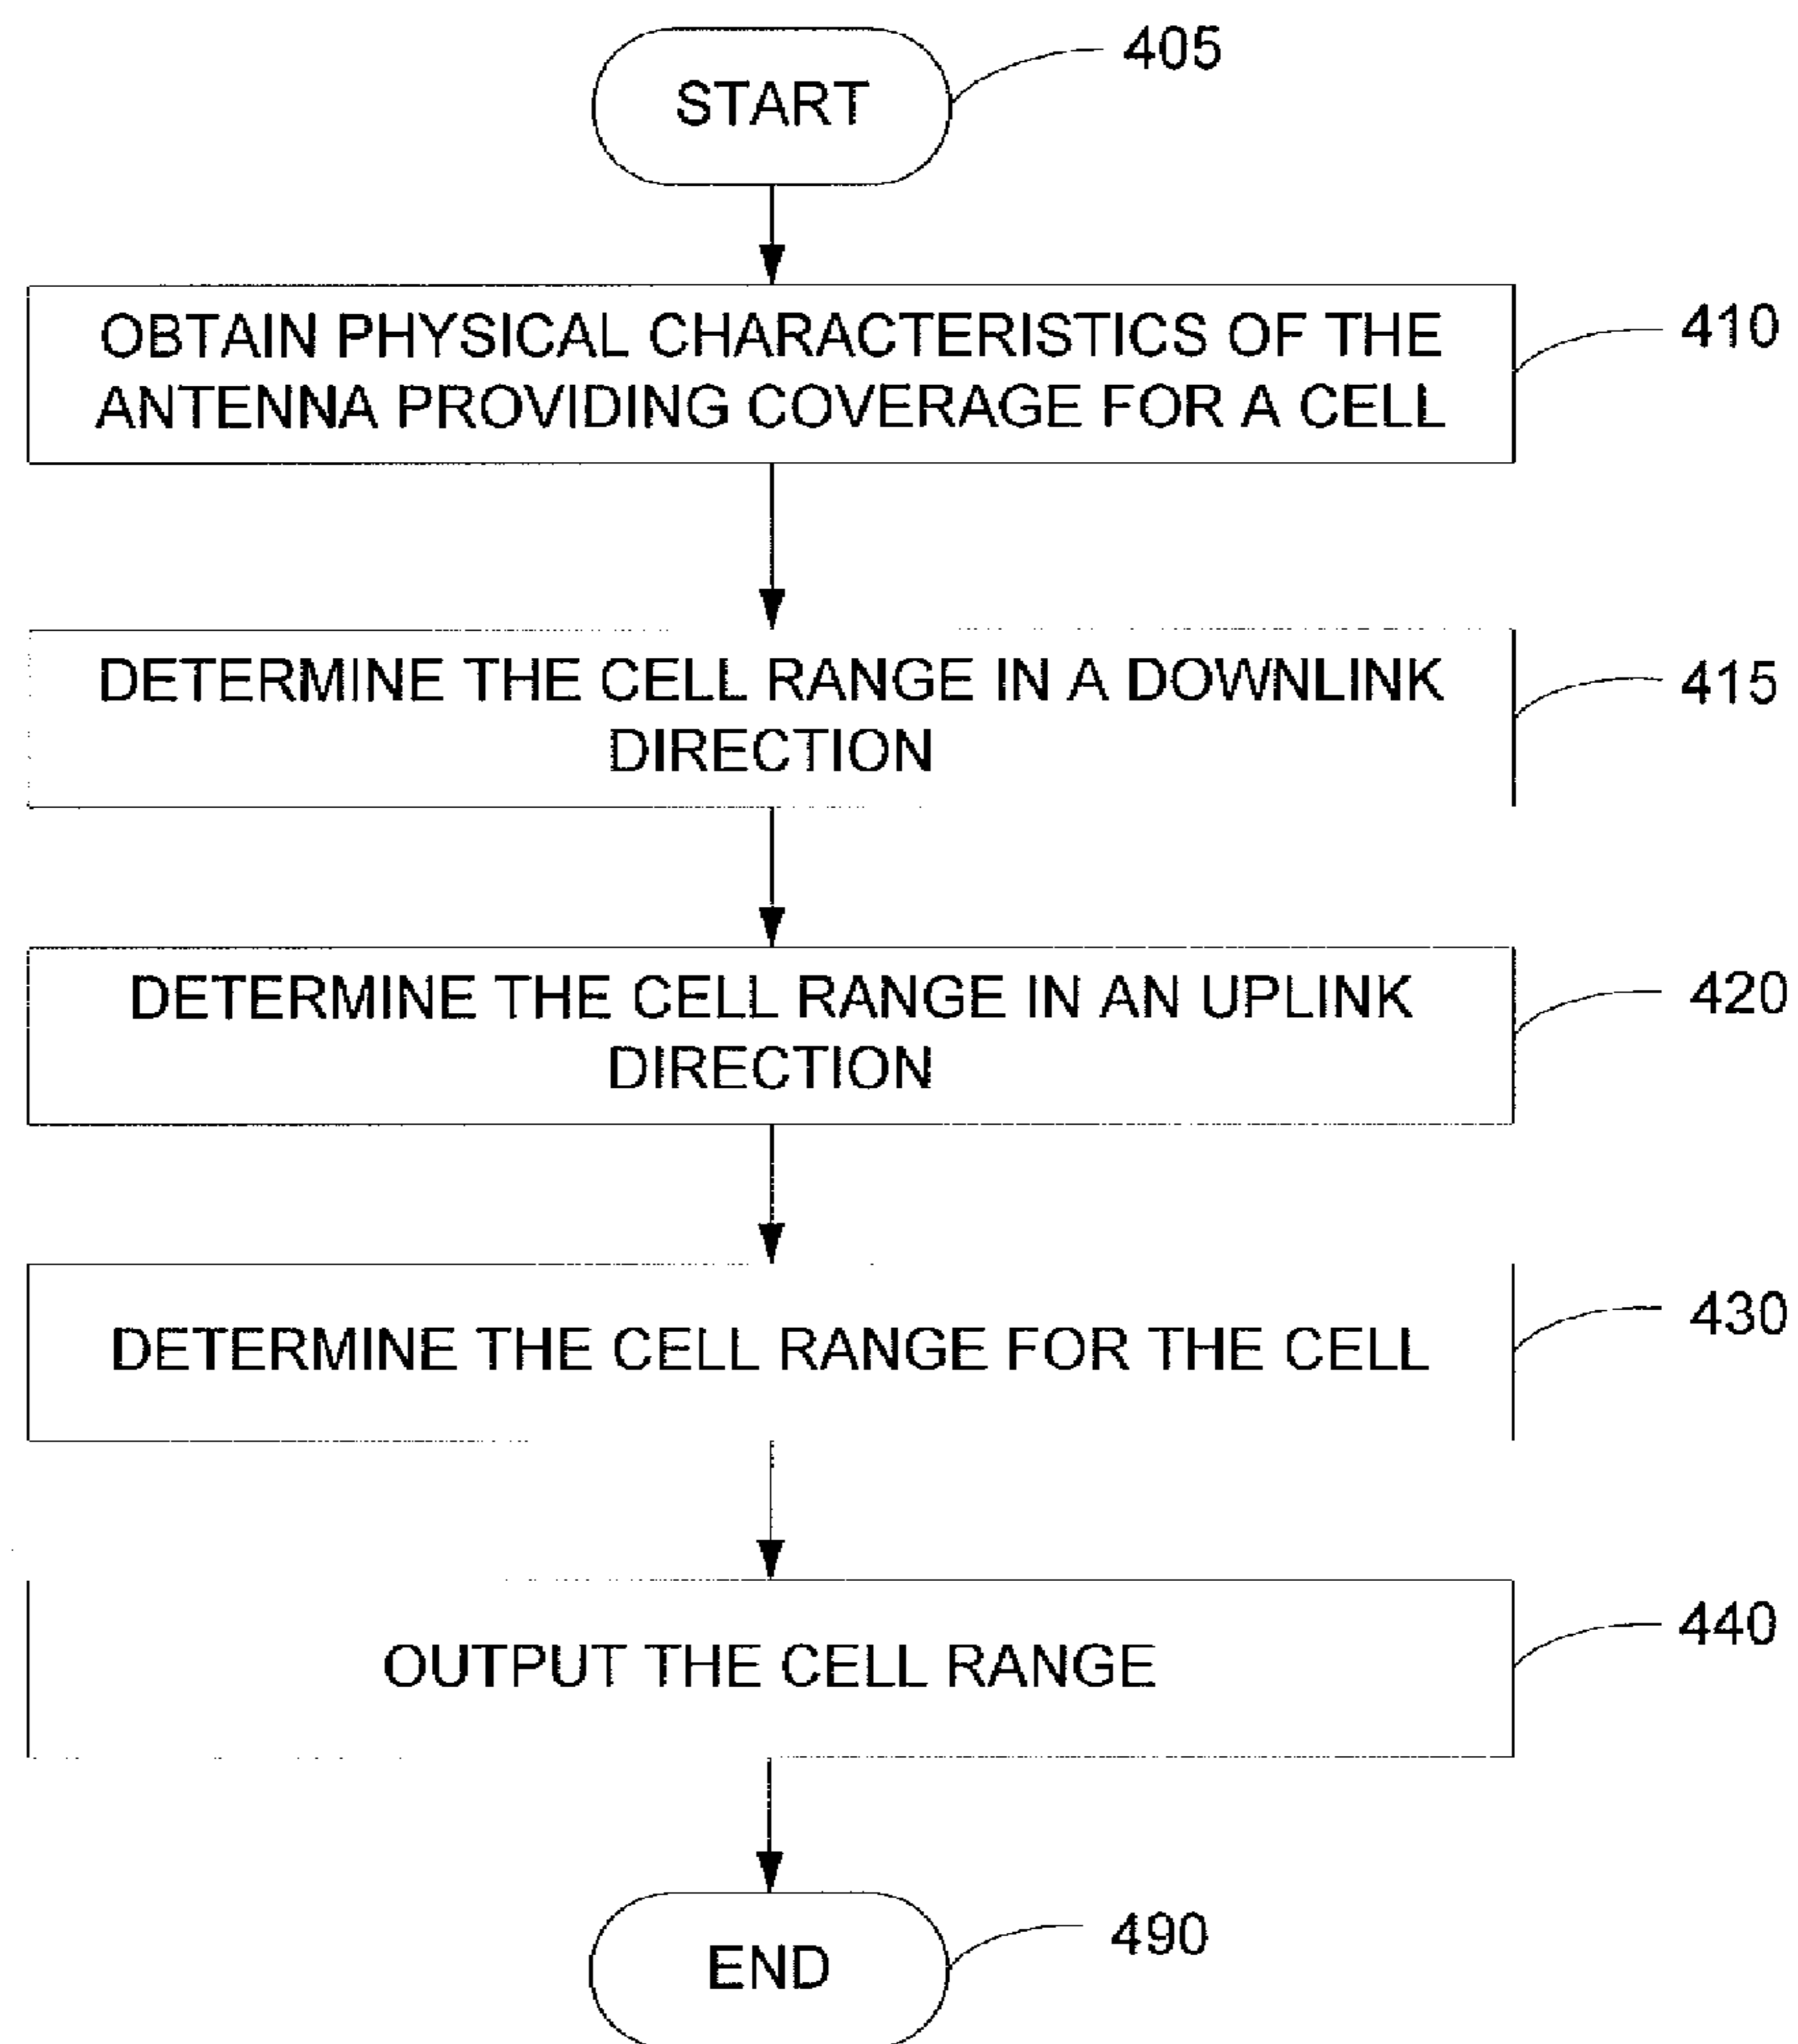 START
405
OBTAIN PHYSICAL CHARACTERISTICS OF THE
ANTENNA PROVIDING COVERAGE FOR A CELL
410
DETERMINE THE CELL RANGE IN A DOWNLINK
DIRECTION
415
DETERMINE THE CELL RANGE IN AN UPLINK
DIRECTION
420
DETERMINE THE CELL RANGE FOR THE CELL
430
OUTPUT THE CELL RANGE
440
END
490